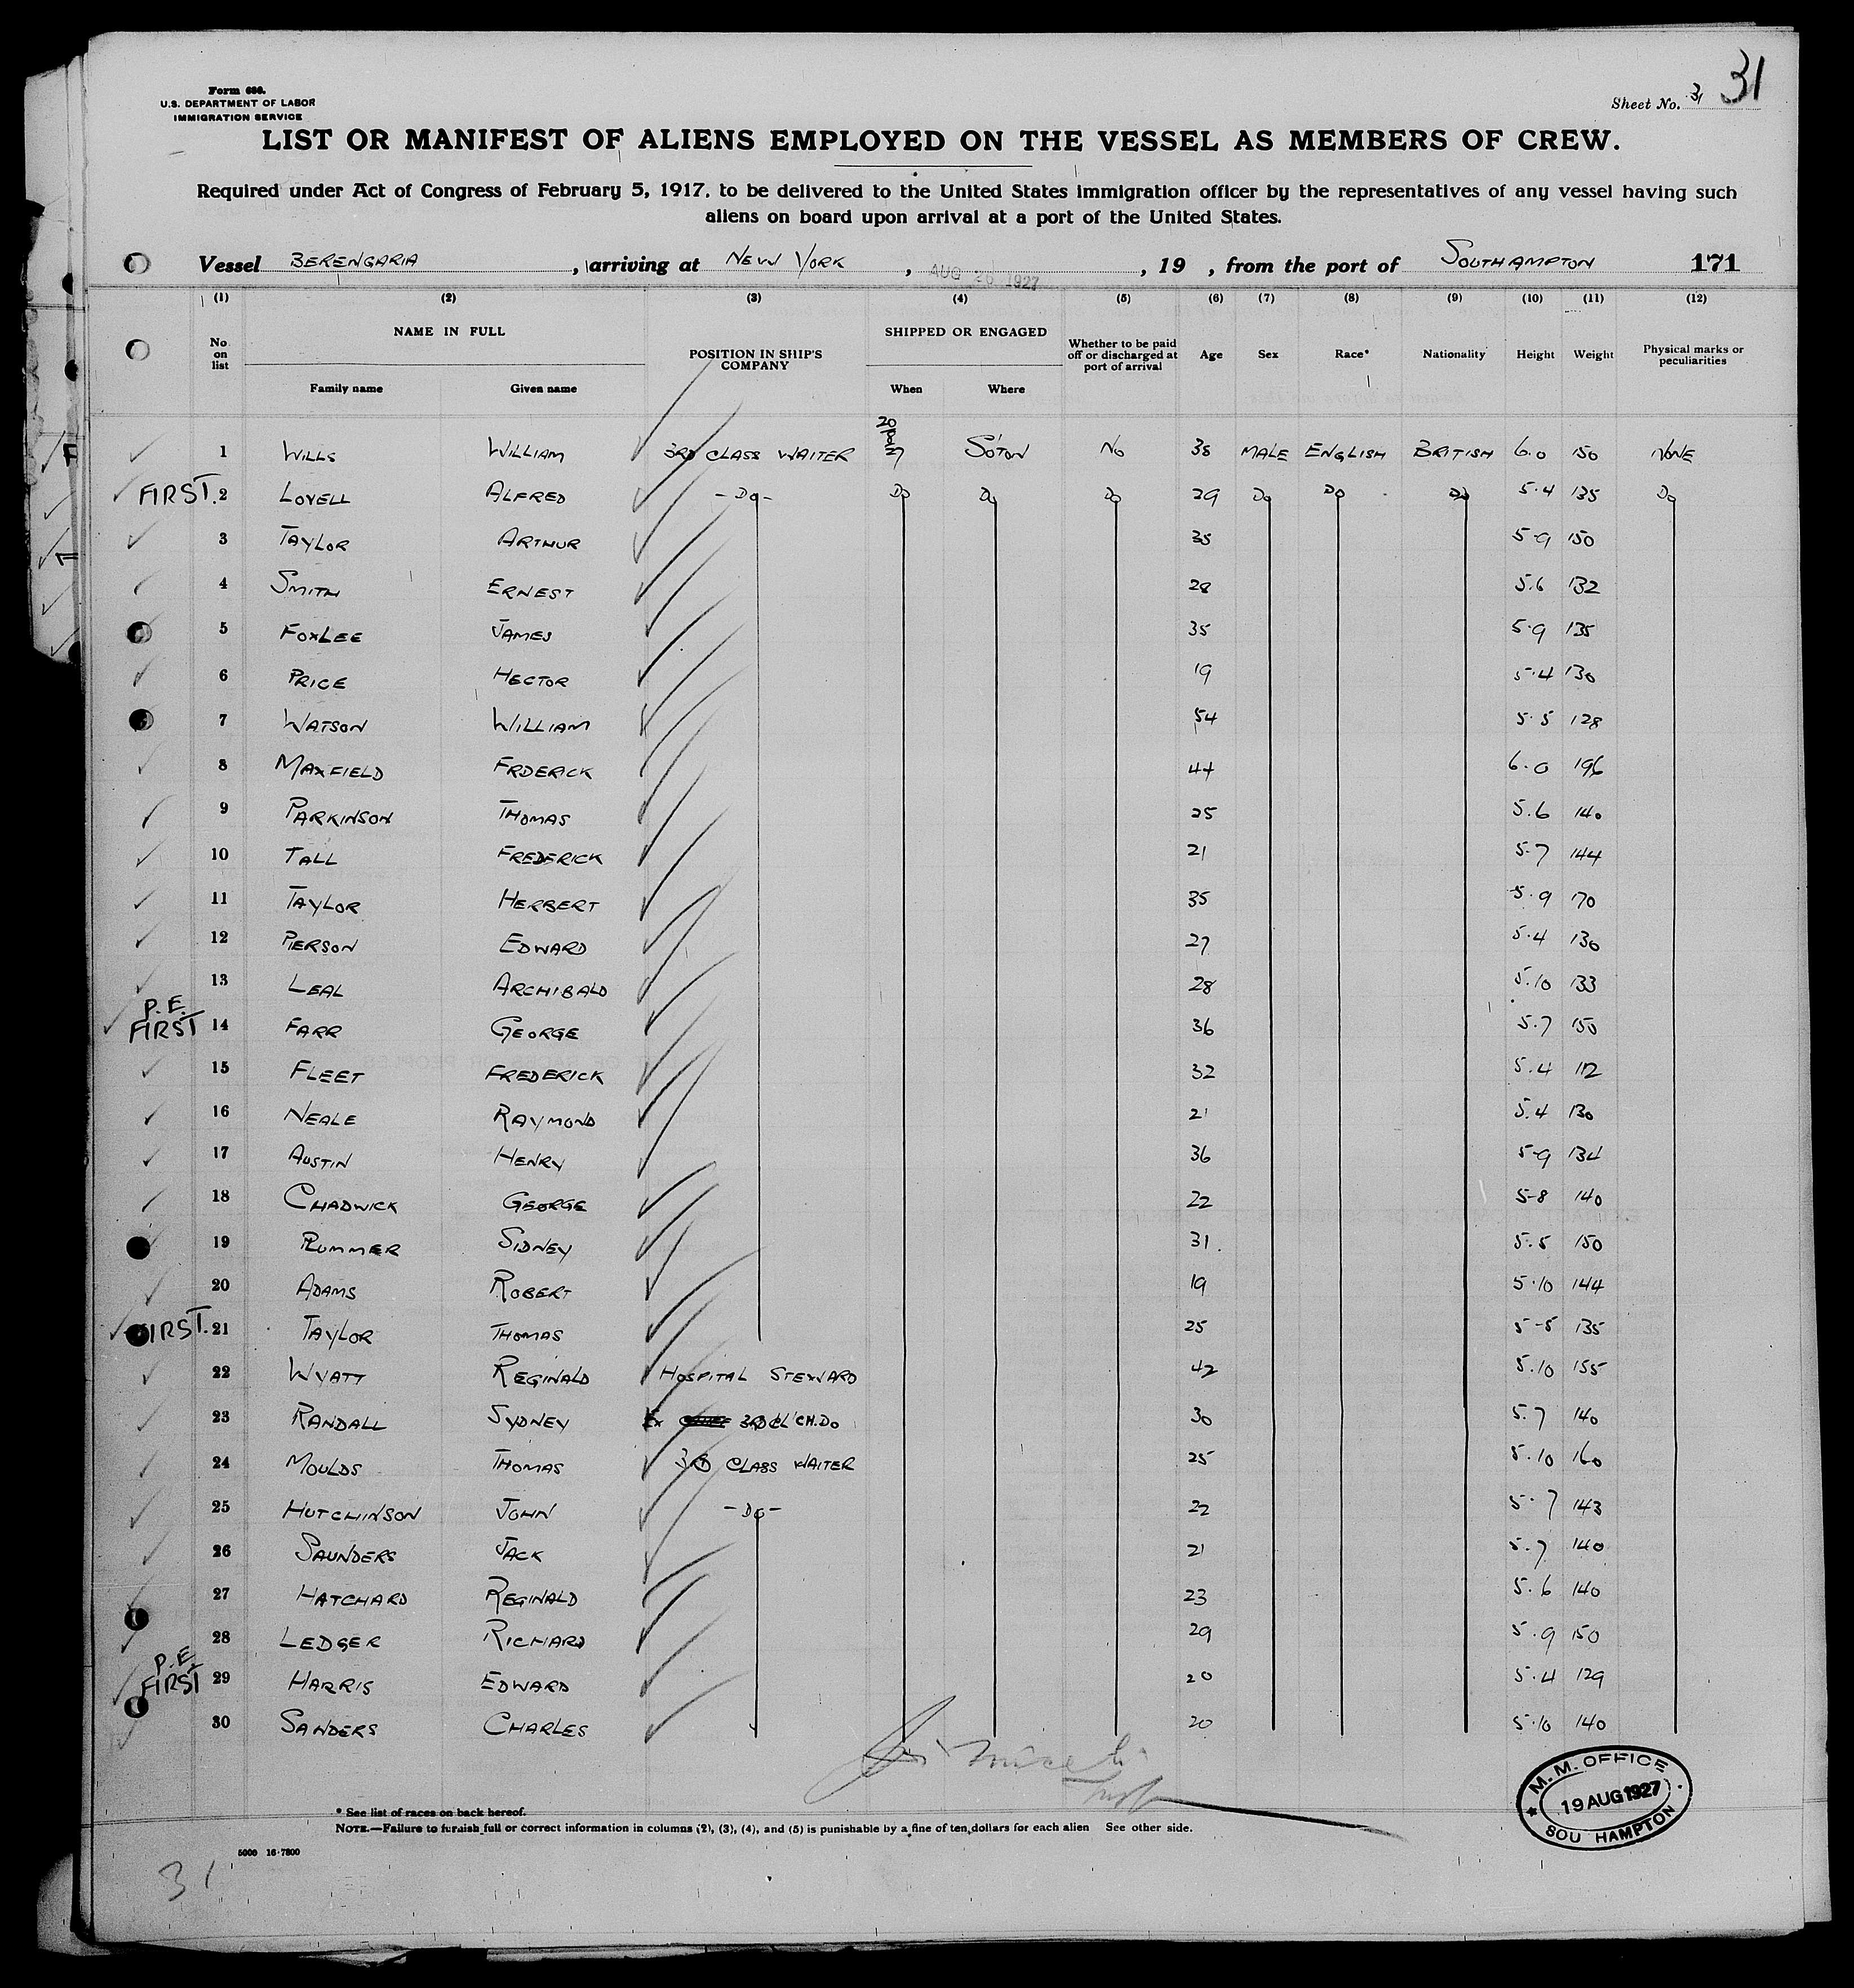 Form 680.
U.S. DEPARTMENT OF LABOR
IMMIGRATION SERVICE
Sheet No. 31 31
LIST OR MANIFEST OF ALIENS EMPLOYED ON THE VESSEL AS MEMBERS OF CREW.
Required under Act of Congress of February 5, 1917, to be delivered to the United States immigration officer by the representatives of any vessel having such
aliens on board upon arrival at a port of the United States.
Vessel BERENGARIA, arriving at NEW YORK, AUG 26 1927, 19 , from the port of SOUTHAMPTON 171
(1) (2) (3) (4) (5) (6) (7) (8) (9) (10) (11) (12)
No on list NAME IN FULL Family name Given name POSITION IN SHIP'S COMPANY SHIPPED OR ENGAGED When Where Whether to be paid off or discharged at port of arrival Age Sex Race* Nationality Height Weight Physical marks or peculiarities
1 WILLS WILLIAM 3RD CLASS WAITER SO'TON NO 38 MALE ENGLISH BRITISH 6.0 150 NONE
FIRST. 2 LOVELL ALFRED -Do- Do Do Do 29 Do Do Do 5.4 135 Do
3 TAYLOR ARTHUR 35 5-9 150
4 SMITH ERNEST 28 5.6 132
5 FOXLEE JAMES 35 5.9 135
6 PRICE HECTOR 19 5.4 130
7 WATSON WILLIAM 54 5.5 128
8 MAXFIELD FRDERICK 44 6.0 196
9 PARKINSON THOMAS 25 5.6 140
10 TALL FREDERICK 21 5.7 144
11 TAYLOR HERBERT 35 5.9 170
12 PIERSON EDWARD 27 5.4 130
13 LEAL ARCHIBALD 28 5.10 133
P.E. FIRST 14 FARR GEORGE 36 5.7 150
15 FLEET FREDERICK 32 5.4 112
16 NEALE RAYMOND 21 5.4 130
17 AUSTIN HENRY 36 5-9 134
18 CHADWICK GEORGE 22 5-8 140
19 PLUMMER SIDNEY 31. 5.5 150
20 ADAMS ROBERT 19 5.10 144
FIRST. 21 TAYLOR THOMAS 25 5-5 135
22 WYATT REGINALD HOSPITAL STEWARD 42 5.10 155
23 RANDALL SYDNEY Ex 3RD CL' CH. Do 30 5.7 140
24 MOULDS THOMAS 3RD CLASS WAITER 25 5.10 160
25 HUTCHINSON JOHN -Do- 22 5.7 143
26 SAUNDERS JACK 21 5.7 140
27 HATCHARD REGINALD 23 5.6 140
28 LEDGER RICHARD 29 5.9 150
P.E. FIRST 29 HARRIS EDWARD 20 5.4 129
30 SANDERS CHARLES 20 5.10 140
* See list of races on back hereof.
NOTE.—Failure to furnish full or correct information in columns (2), (3), (4), and (5) is punishable by a fine of ten dollars for each alien See other side.
5000 16-7800
M.M. OFFICE
19 AUG 1927
SOUTHAMPTON
31